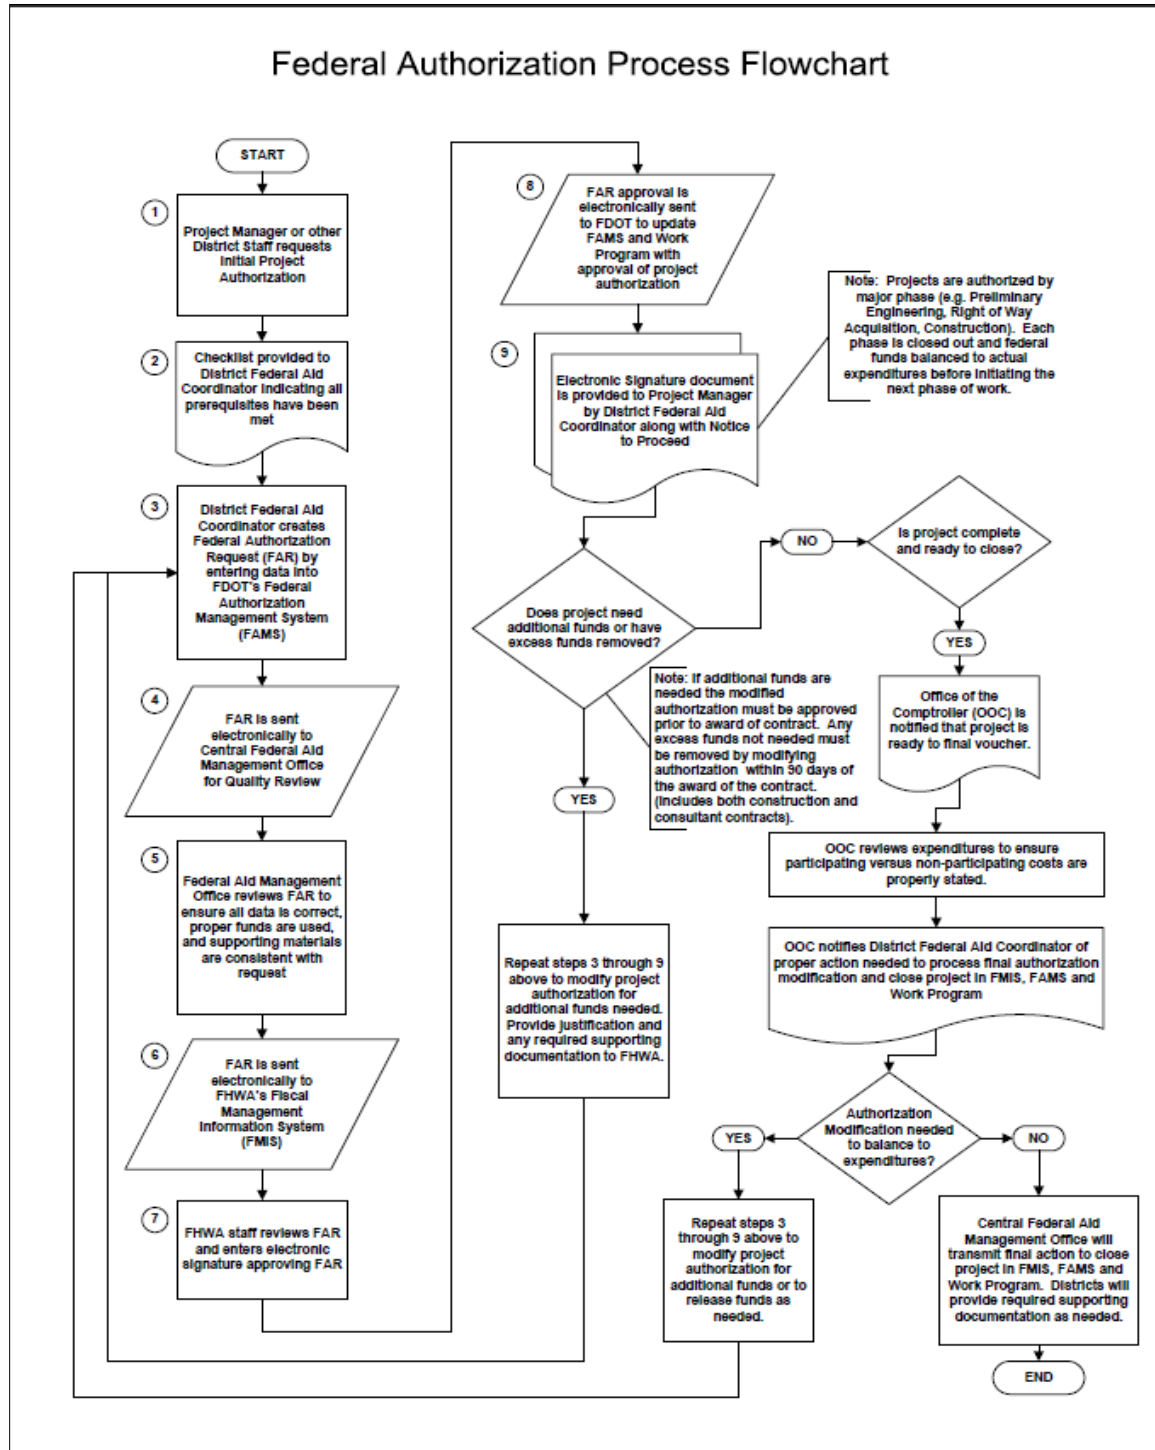 Federal Authorization Process Flowchart
START
1
Project Manager or other
District Staff requests
Initial Project
Authorization
2
Checklist provided to
District Federal Aid
Coordinator indicating all
prerequisites have been
met
3
District Federal Aid
Coordinator creates
Federal Authorization
Request (FAR) by
entering data into
FDOT's Federal
Authorization
Management System
(FAMS)
4
FAR is sent
electronically to
Central Federal Aid
Management Office
for Quality Review
5
Federal Aid Management
Office reviews FAR to
ensure all data is correct,
proper funds are used,
and supporting materials
are consistent with
request
6
FAR is sent
electronically to
FHWA's Fiscal
Management
Information System
(FMIS)
7
FHWA staff reviews FAR
and enters electronic
signature approving FAR
8
FAR approval is
electronically sent
to FDOT to update
FAMS and Work
Program with
approval of project
authorization
9
Electronic Signature document
is provided to Project Manager
by District Federal Aid
Coordinator along with Notice
to Proceed
Note: Projects are authorized by
major phase (e.g. Preliminary
Engineering, Right of Way
Acquisition, Construction). Each
phase is closed out and federal
funds balanced to actual
expenditures before initiating the
next phase of work.
Does project need
additional funds or have
excess funds removed?
NO
Is project complete
and ready to close?
YES
Note: If additional funds are
needed the modified
authorization must be approved
prior to award of contract. Any
excess funds not needed must
be removed by modifying
authorization within 90 days of
the award of the contract.
(Includes both construction and
consultant contracts).
YES
Repeat steps 3 through 9
above to modify project
authorization for
additional funds needed.
Provide justification and
any required supporting
documentation to FHWA.
Office of the
Comptroller (OOC) is
notified that project is
ready to final voucher.
OOC reviews expenditures to ensure
participating versus non-participating costs are
properly stated.
OOC notifies District Federal Aid Coordinator of
proper action needed to process final authorization
modification and close project in FMIS, FAMS and
Work Program
Authorization
Modification needed
to balance to
expenditures?
YES
NO
Repeat steps 3
through 9 above to
modify project
authorization for
additional funds or to
release funds as
needed.
Central Federal Aid
Management Office will
transmit final action to close
project in FMIS, FAMS and
Work Program. Districts will
provide required supporting
documentation as needed.
END